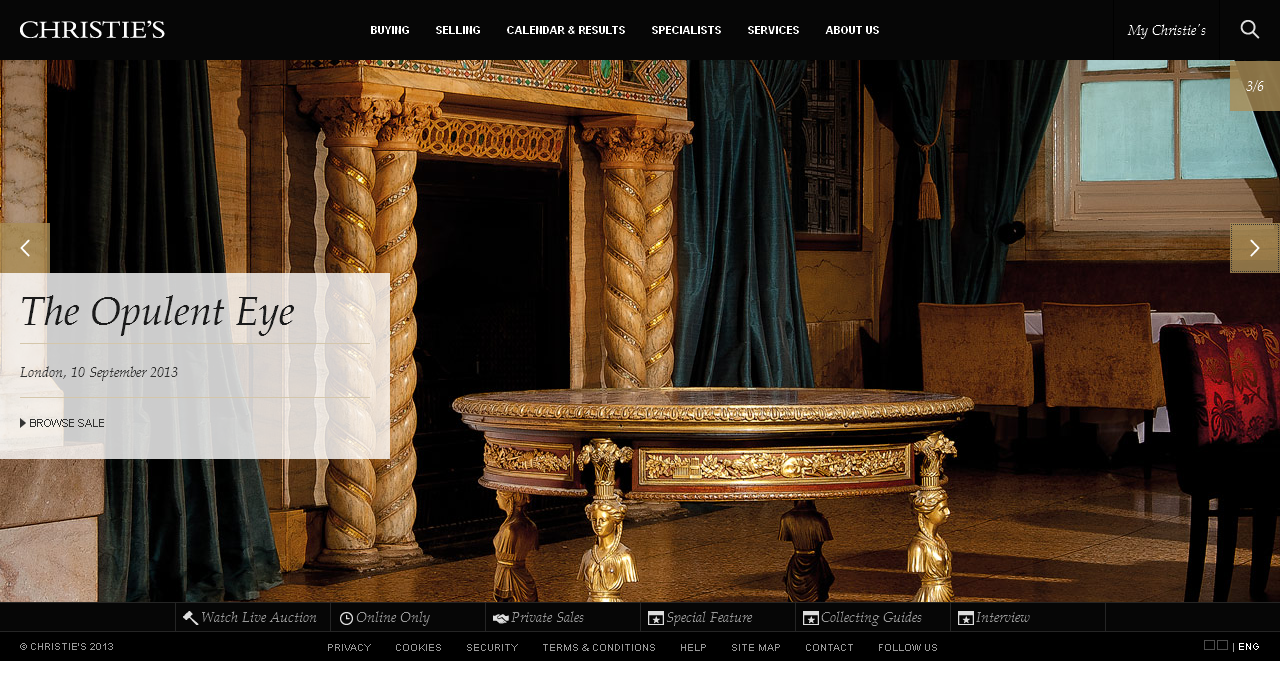 CHRISTIE'S
BUYING SELLING CALENDAR & RESULTS SPECIALISTS SERVICES ABOUT US
My Christie's
3/6
The Opulent Eye
London, 10 September 2013
BROWSE SALE
Watch Live Auction Online Only Private Sales Special Feature Collecting Guides Interview
© CHRISTIE'S 2013 PRIVACY COOKIES SECURITY TERMS & CONDITIONS HELP SITE MAP CONTACT FOLLOW US | ENG